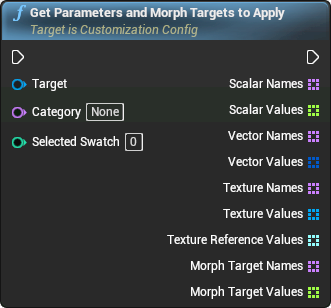 f Get Parameters and Morph Targets to Apply
Target is Customization Config
Target
Scalar Names
Category None
Scalar Values
Selected Swatch 0
Vector Names
Vector Values
Texture Names
Texture Values
Texture Reference Values
Morph Target Names
Morph Target Values